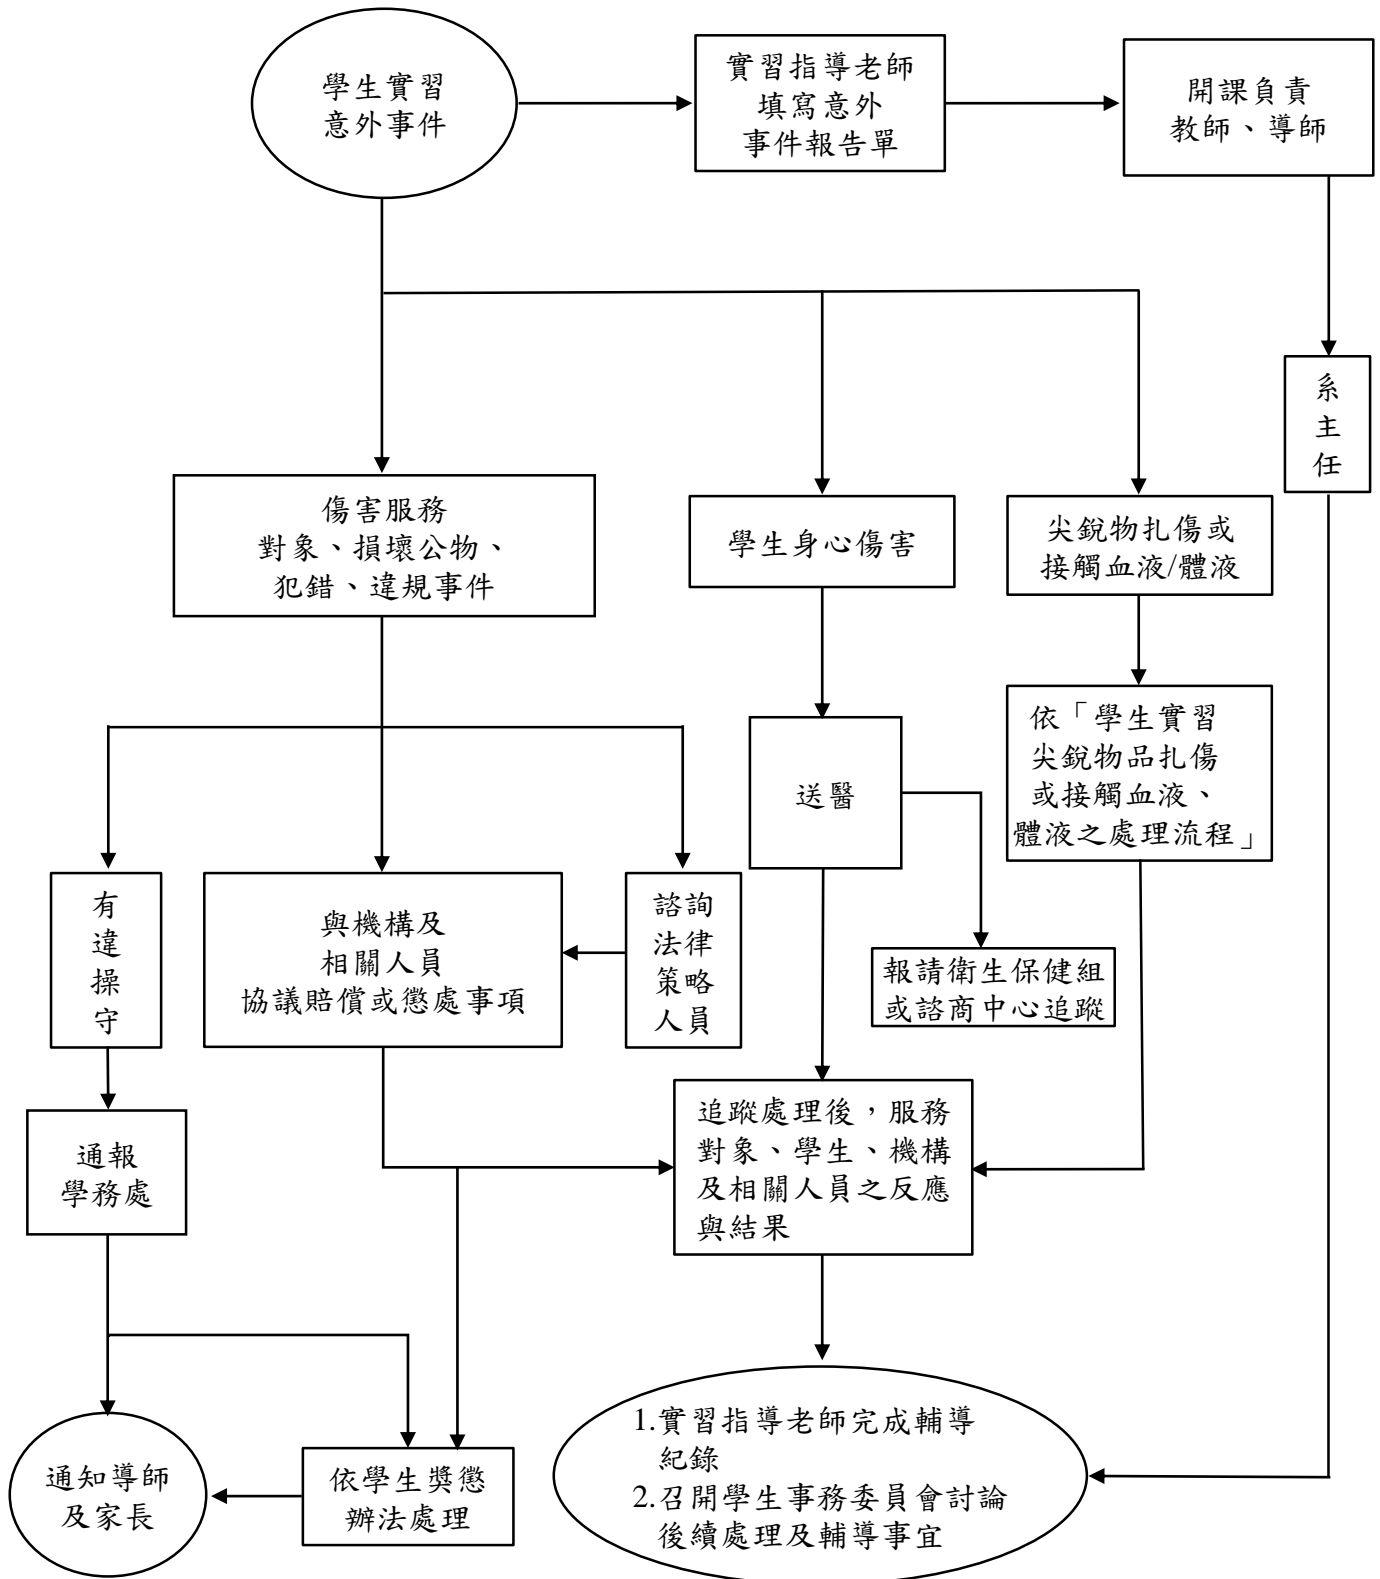 學生實習
意外事件
實習指導老師
填寫意外
事件報告單
開課負責
教師、導師
系
主
任
傷害服務
對象、損壞公物、
犯錯、違規事件
學生身心傷害
尖銳物扎傷或
接觸血液/體液
送醫
依「學生實習
尖銳物品扎傷
或接觸血液、
體液之處理流程」
有
違
操
守
與機構及
相關人員
協議賠償或懲處事項
諮詢
法律
策略
人員
報請衛生保健組
或諮商中心追蹤
通報
學務處
追蹤處理後，服務
對象、學生、機構
及相關人員之反應
與結果
通知導師
及家長
依學生獎懲
辦法處理
1.實習指導老師完成輔導
紀錄
2.召開學生事務委員會討論
後續處理及輔導事宜